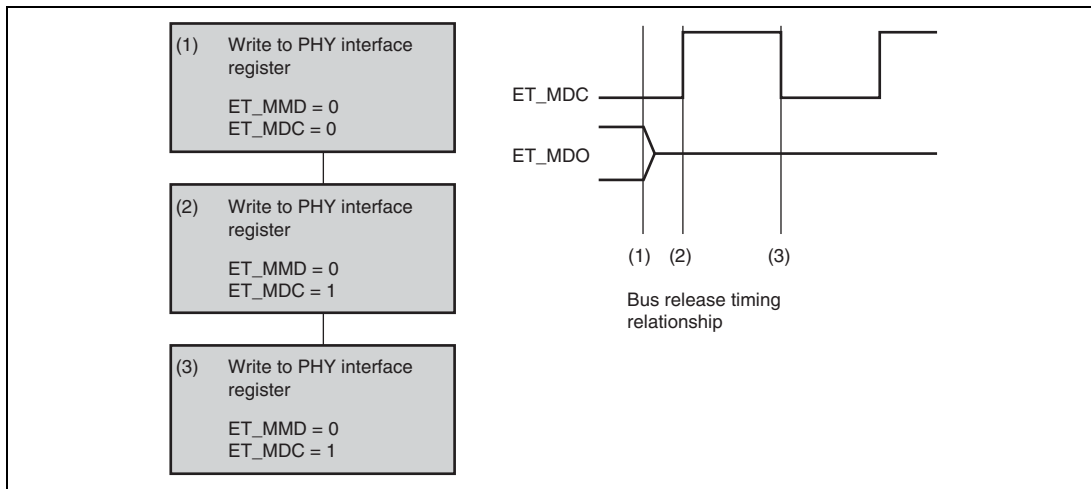 (1) Write to PHY interface
register
ET_MMD = 0
ET_MDC = 0
(2) Write to PHY interface
register
ET_MMD = 0
ET_MDC = 1
(3) Write to PHY interface
register
ET_MMD = 0
ET_MDC = 1
ET_MDC
ET_MDO
(1) (2) (3)
Bus release timing
relationship